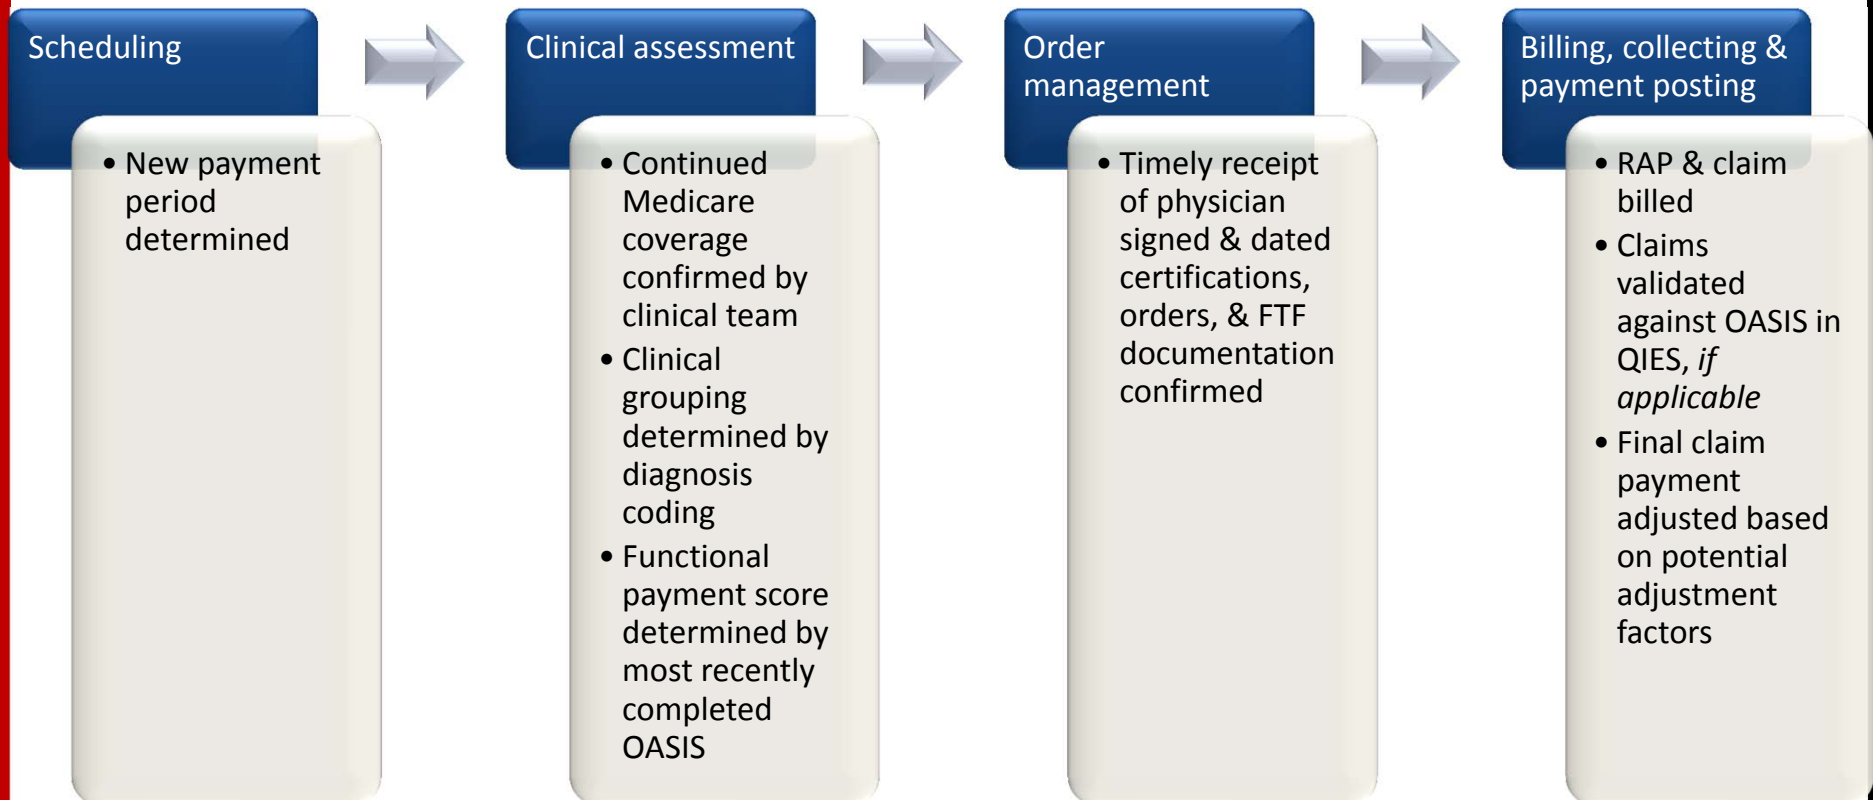 Scheduling
• New payment
period
determined
Clinical assessment
• Continued
Medicare
coverage
confirmed by
clinical team
• Clinical
grouping
determined by
diagnosis
coding
• Functional
payment score
determined by
most recently
completed
OASIS
Order
management
• Timely receipt
of physician
signed & dated
certifications,
orders, & FTF
documentation
confirmed
Billing, collecting &
payment posting
• RAP & claim
billed
• Claims
validated
against OASIS in
QIES, if
applicable
• Final claim
payment
adjusted based
on potential
adjustment
factors